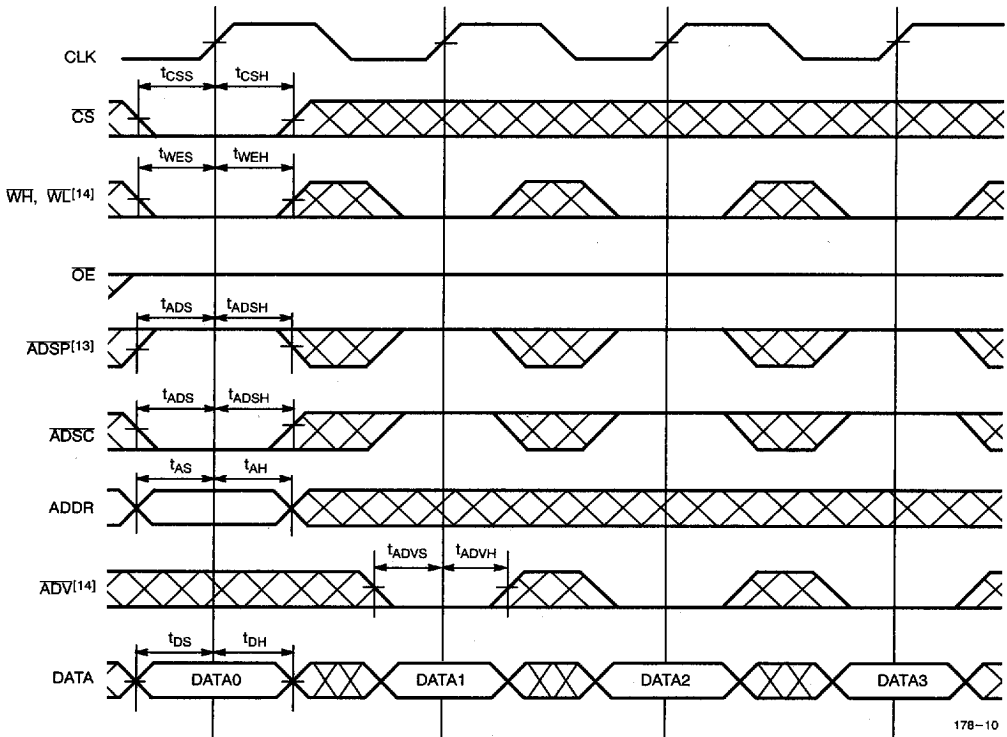 CLK
tCSS tCSH
CS
tWES tWEH
WH, WL[14]
OE
tADS tADSH
ADSP[13]
tADS tADSH
ADSC
tAS tAH
ADDR
tADVS tADVH
ADV[14]
tDS tDH
DATA DATA0 DATA1 DATA2 DATA3
178-10